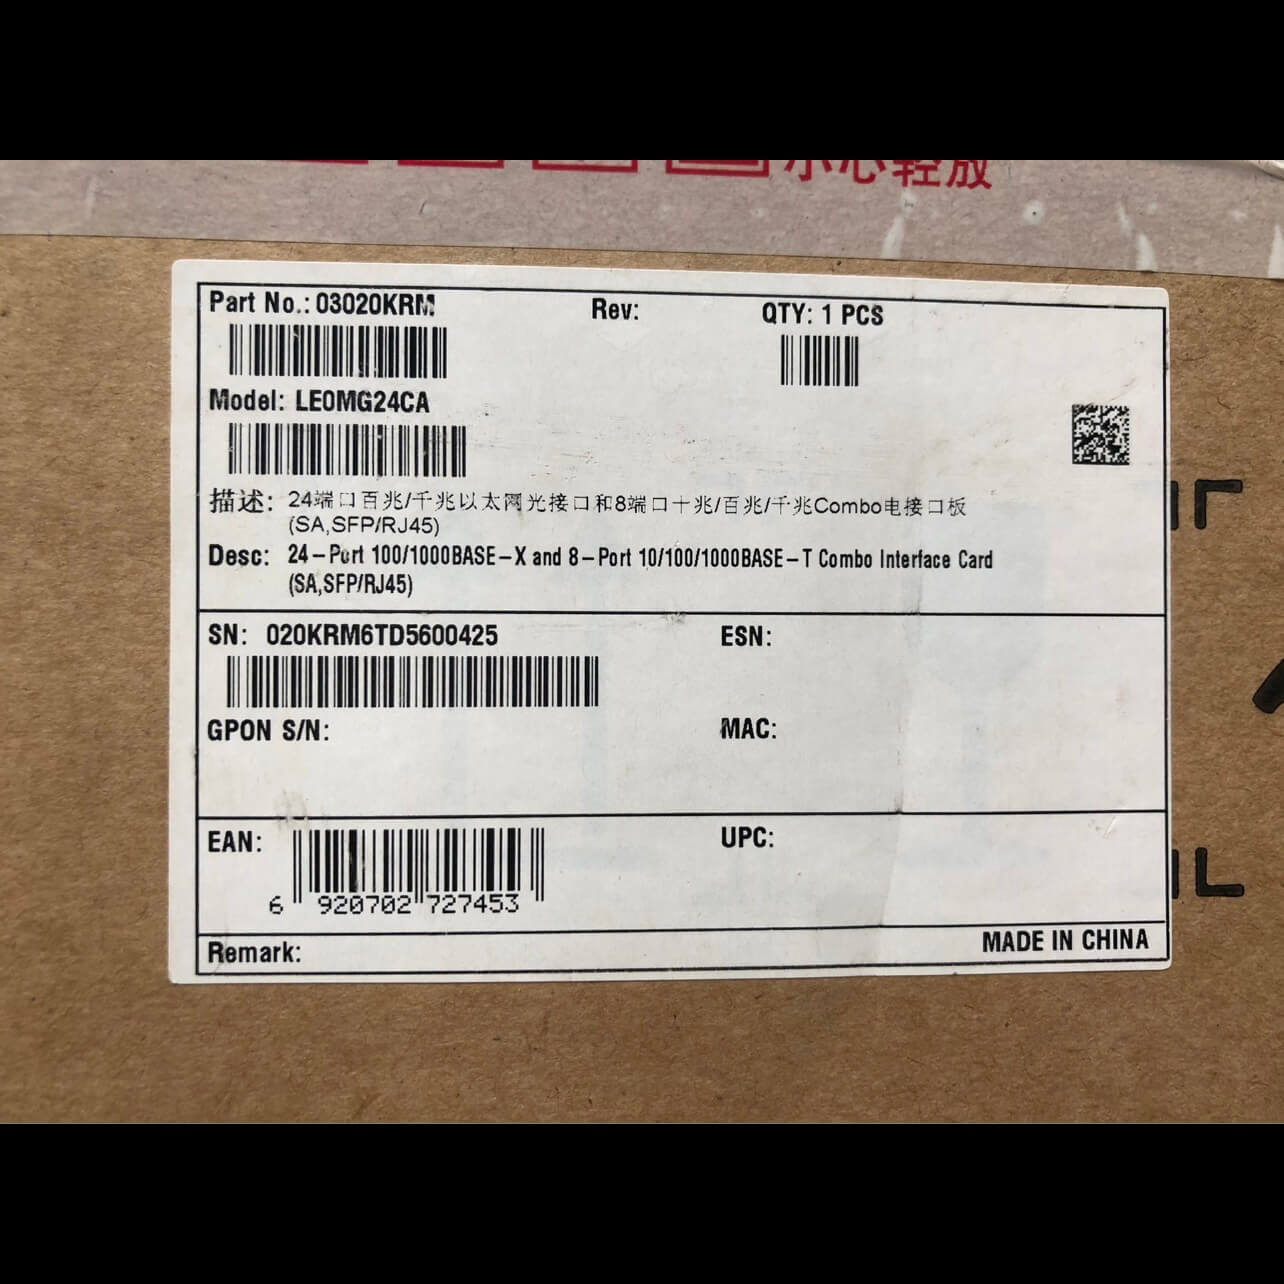 小心轻放
Part No.: 03020KRM Rev: QTY: 1 PCS
Model: LE0MG24CA
描述: 24端口百兆/千兆以太网光接口和8端口十兆/百兆/千兆Combo电接口板
(SA,SFP/RJ45)
Desc: 24-Port 100/1000BASE-X and 8-Port 10/100/1000BASE-T Combo Interface Card
(SA,SFP/RJ45)
SN: 020KRM6TD5600425 ESN:
GPON S/N: MAC:
EAN: UPC:
6 920702 727453
Remark: MADE IN CHINA